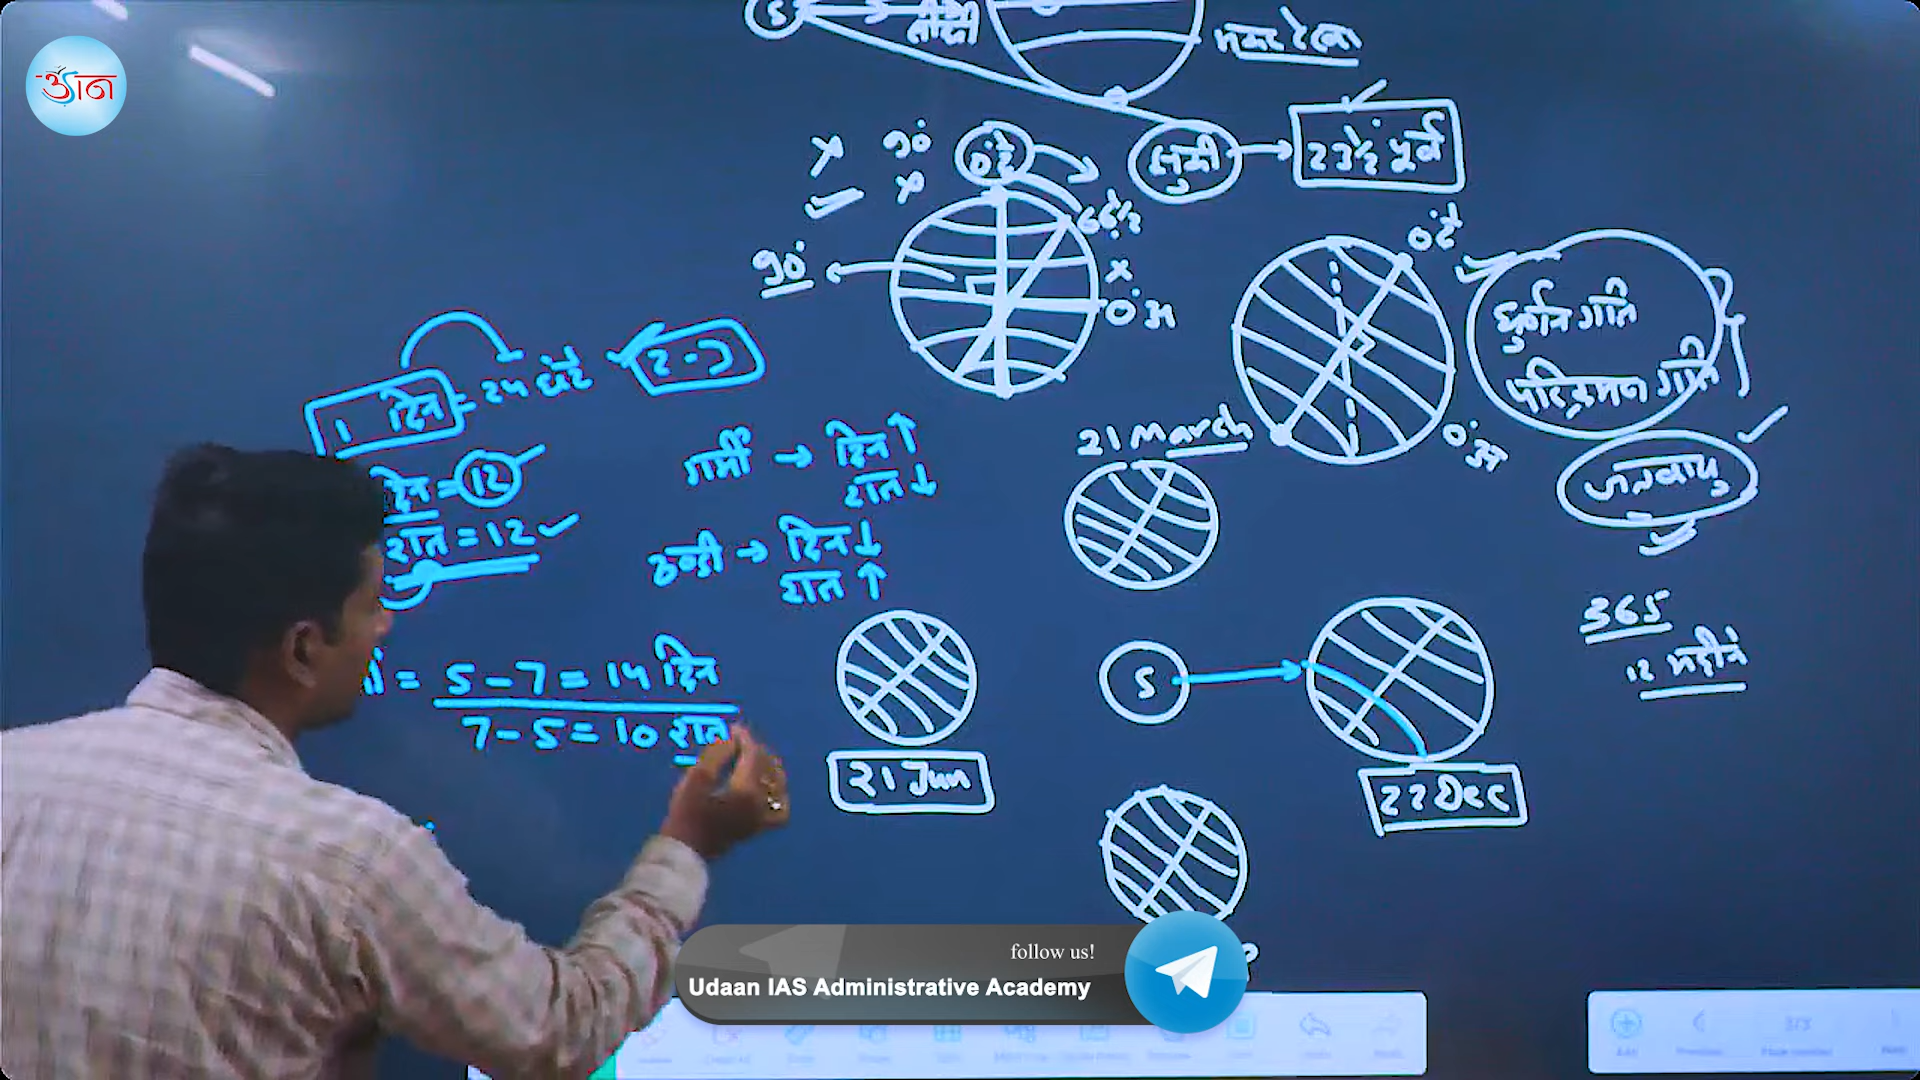 उड़ान
S
90°
0°दे
ध्रुवी
23½° पूर्व
66½°
90°
0°अ
0°दे
घूर्णन गति
परिक्रमण गति
0°अ
जलवायु
1 दिन = 24 घंटे
दिन = 12
रात = 12
गर्मी → दिन ↑
रात ↓
ठण्डी → दिन ↓
रात ↑
21 March
= 5 - 7 = 14 दिन
7 - 5 = 10 रात
S
365
12 महीने
21 Jun
22 Dec
follow us!
Udaan IAS Administrative Academy